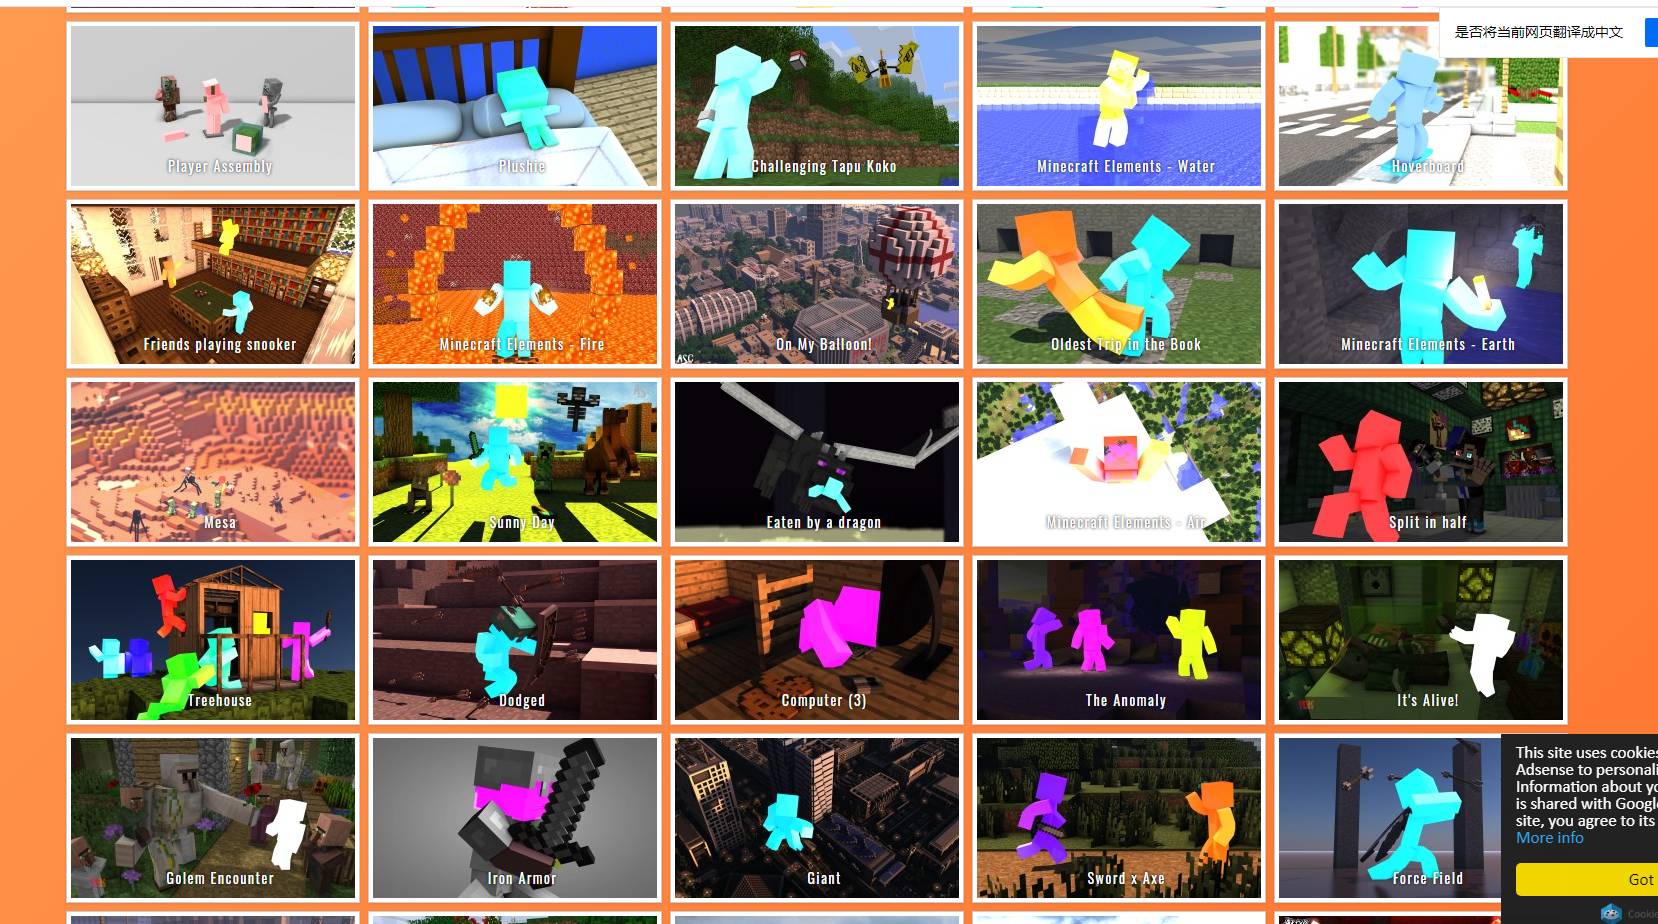 是否将当前网页翻译成中文
Player Assembly
Plushie
Challenging Tapu Koko
Minecraft Elements - Water
Hoverboard
Friends playing snooker
Minecraft Elements - Fire
On My Balloon!
ASC
Oldest Trip in the Book
Minecraft Elements - Earth
Mesa
Sunny Day
Eaten by a dragon
Minecraft Elements - Air
Split in half
Treehouse
Dodged
Computer (3)
The Anomaly
It's Alive!
Golem Encounter
Iron Armor
Giant
Sword x Axe
Force Field
This site uses cookies
Adsense to personali
Information about yo
is shared with Google
site, you agree to its
More info
Got
Cookie